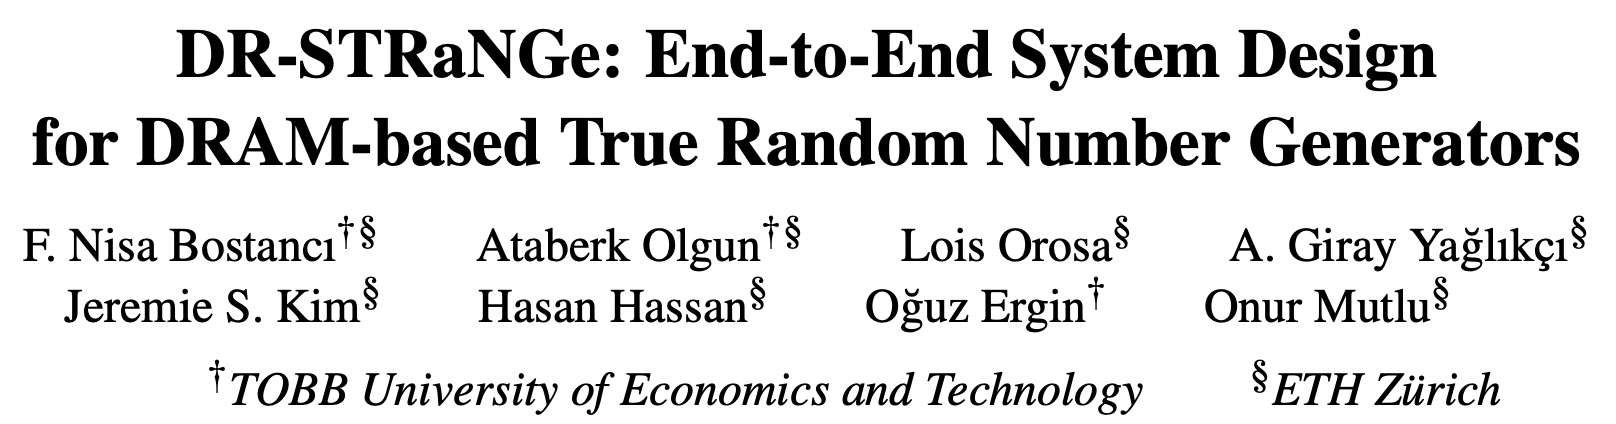 DR-STRaNGe: End-to-End System Design
for DRAM-based True Random Number Generators
F. Nisa Bostancı†§ Ataberk Olgun†§ Lois Orosa§ A. Giray Yağlıkçı§
Jeremie S. Kim§ Hasan Hassan§ Oğuz Ergin† Onur Mutlu§
†TOBB University of Economics and Technology §ETH Zürich